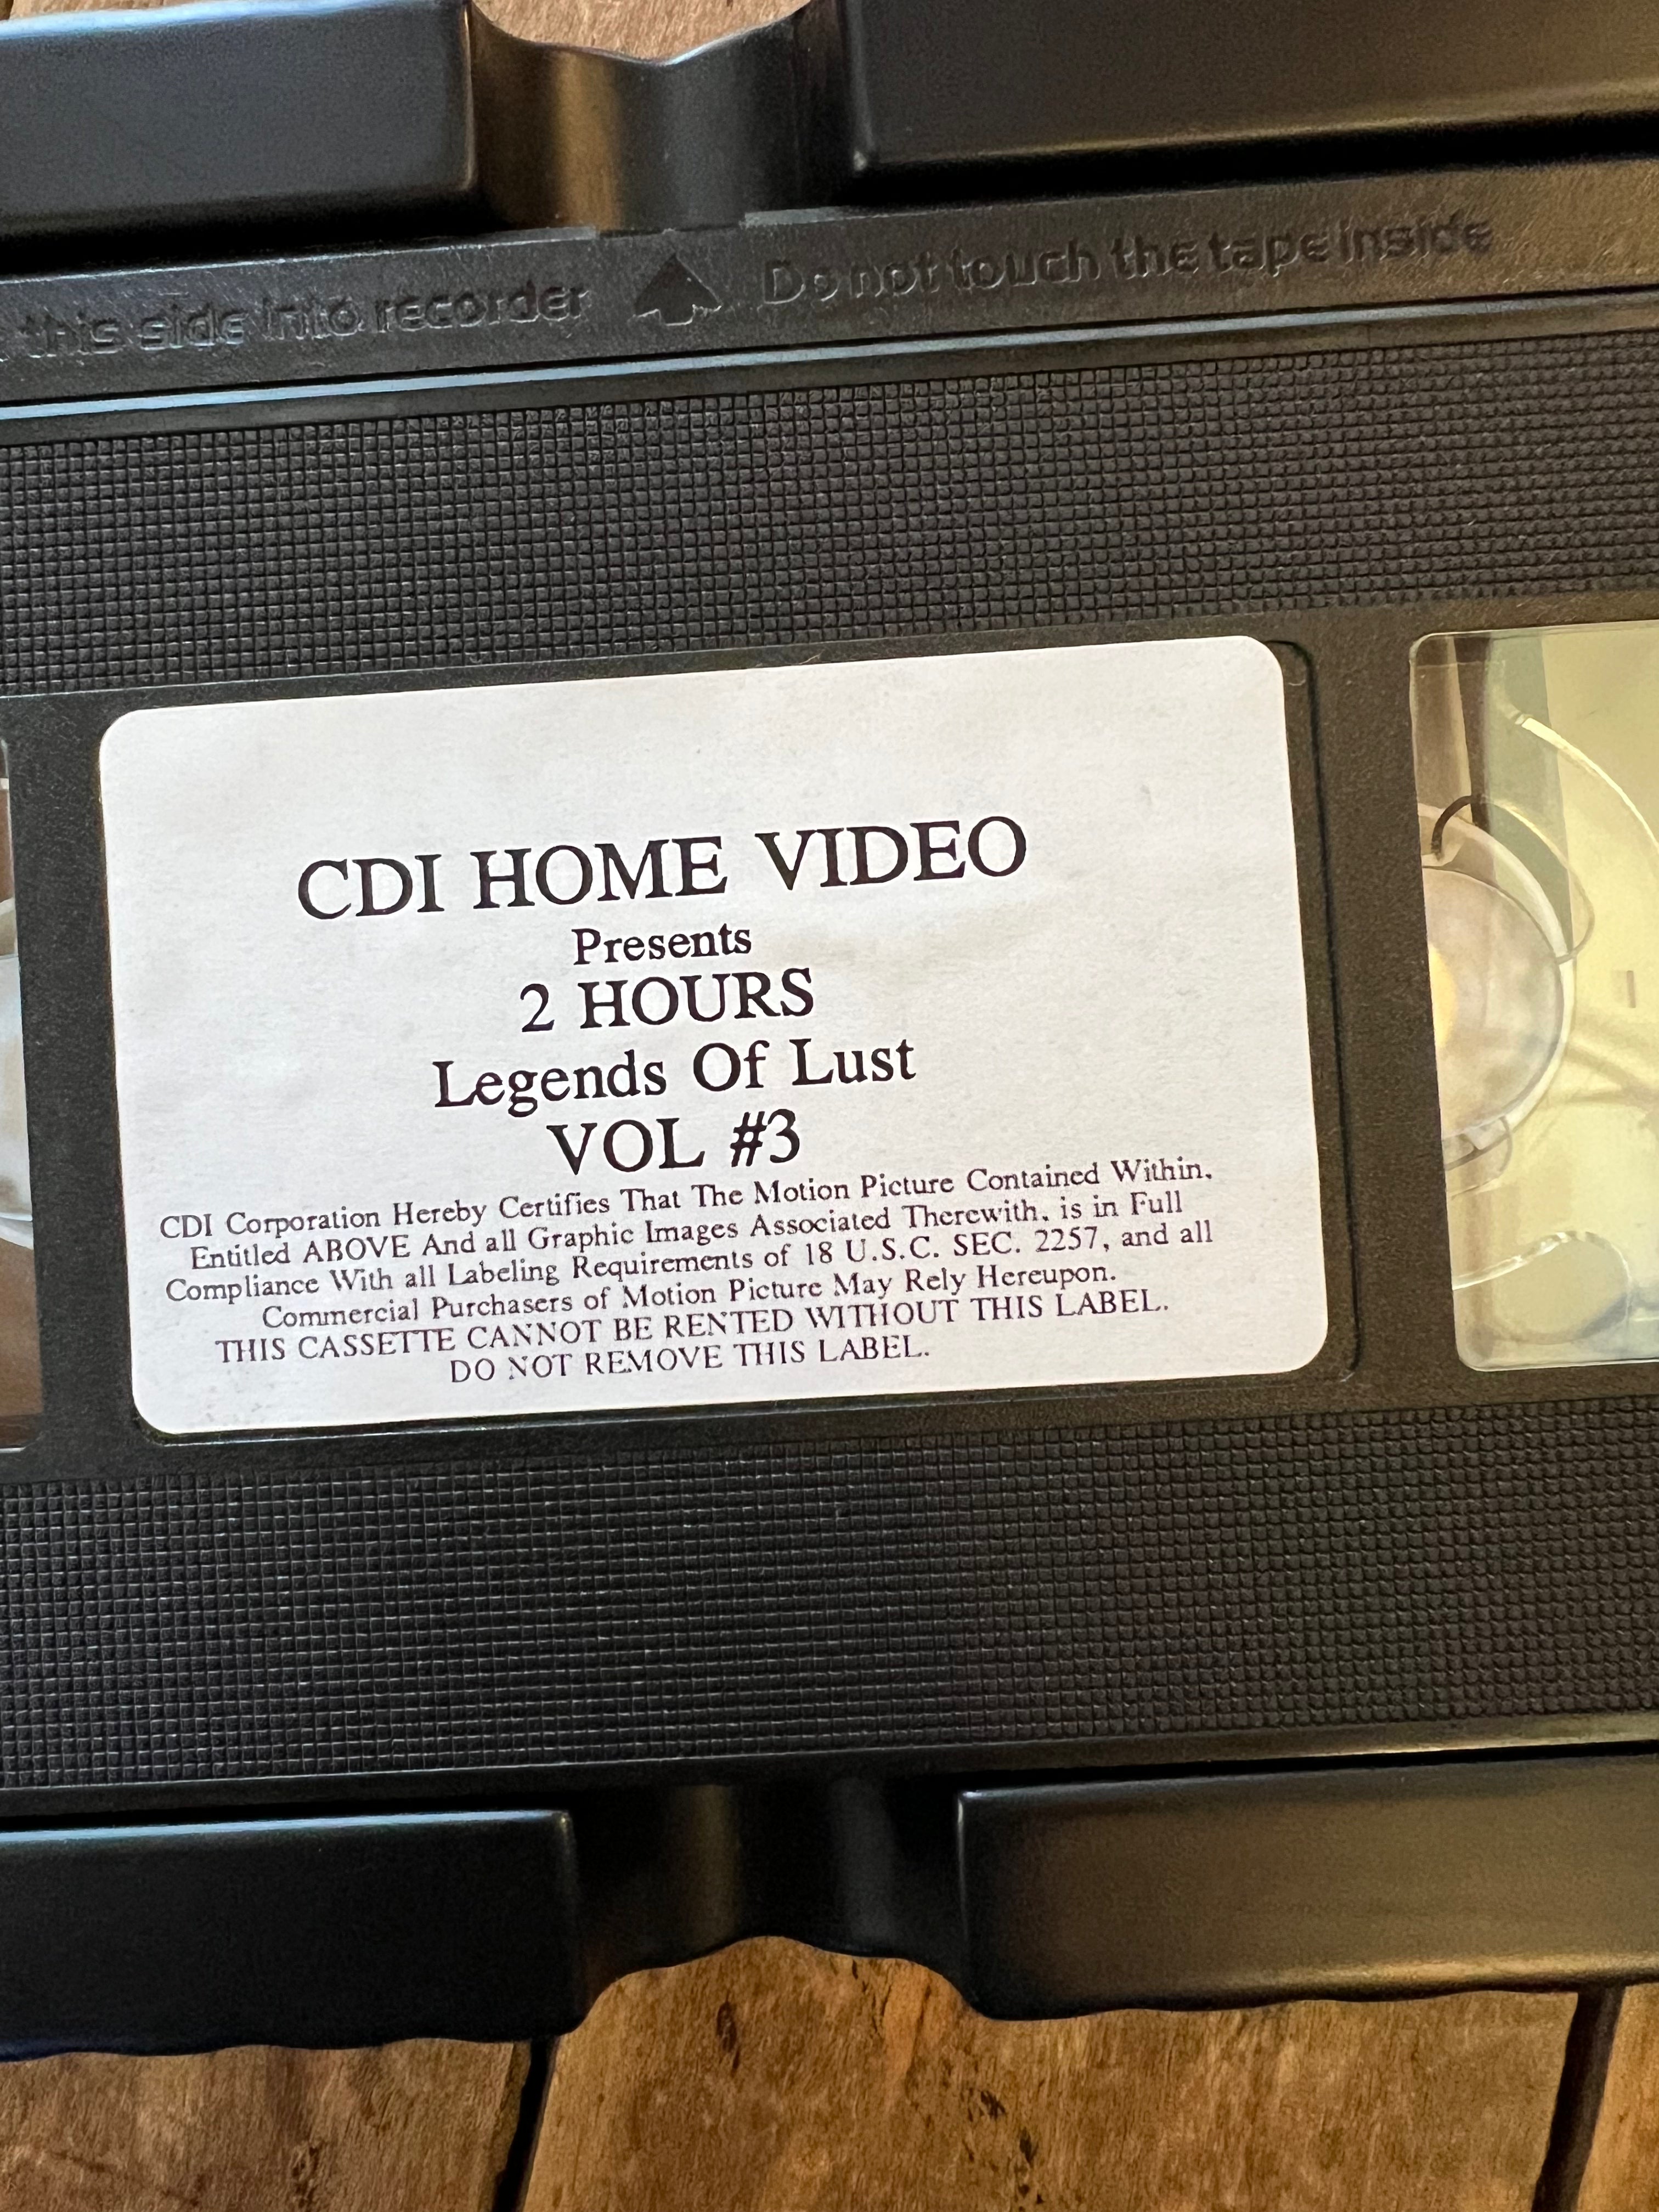 this side into recorder Do not touch the tape inside
CDI HOME VIDEO
Presents
2 HOURS
Legends Of Lust
VOL #3
CDI Corporation Hereby Certifies That The Motion Picture Contained Within,
Entitled ABOVE And all Graphic Images Associated Therewith, is in Full
Compliance With all Labeling Requirements of 18 U.S.C. SEC. 2257, and all
Commercial Purchasers of Motion Picture May Rely Hereupon.
THIS CASSETTE CANNOT BE RENTED WITHOUT THIS LABEL.
DO NOT REMOVE THIS LABEL.